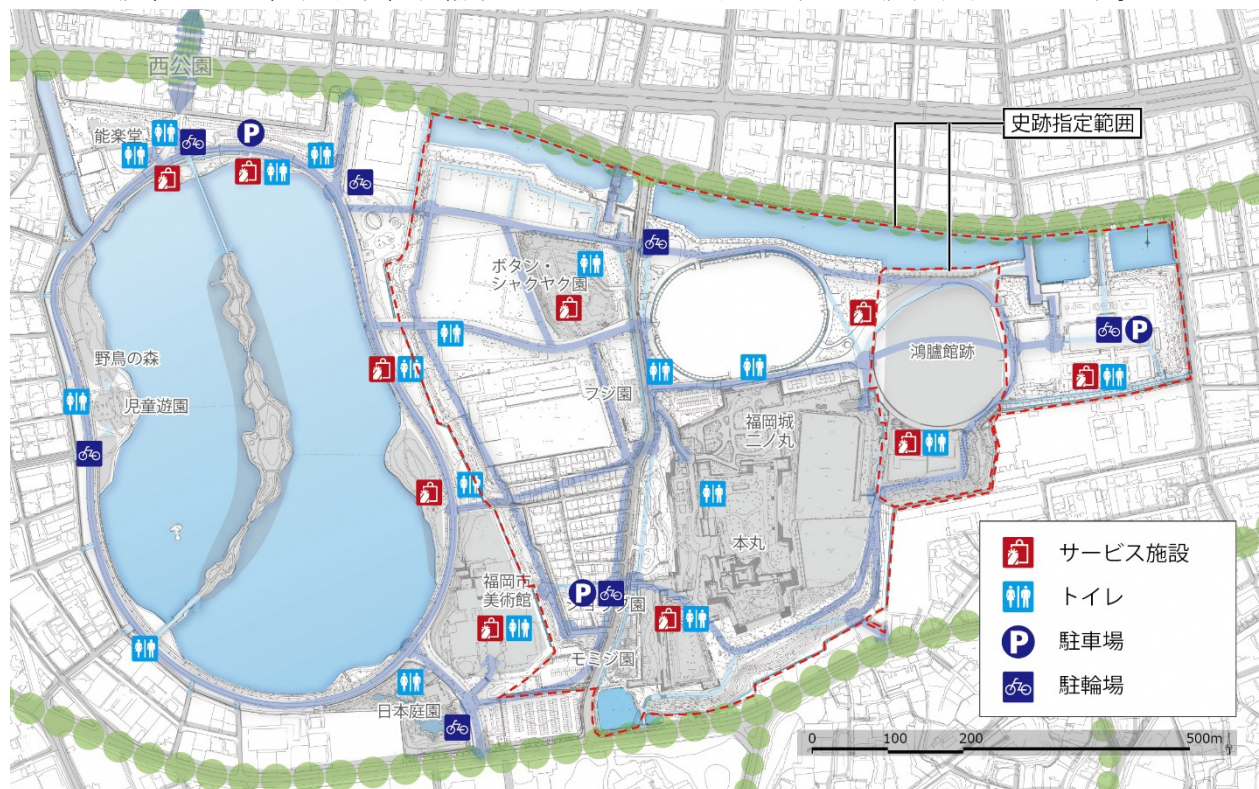 西公園
史跡指定範囲
能楽堂
ボタン・
シャクヤク園
野鳥の森
児童遊園
フジ園
鴻臚館跡
福岡城
二ノ丸
本丸
福岡市
美術館
モミジ園
日本庭園
サービス施設
トイレ
P 駐車場
駐輪場
0 100 200 500m
P
P
P